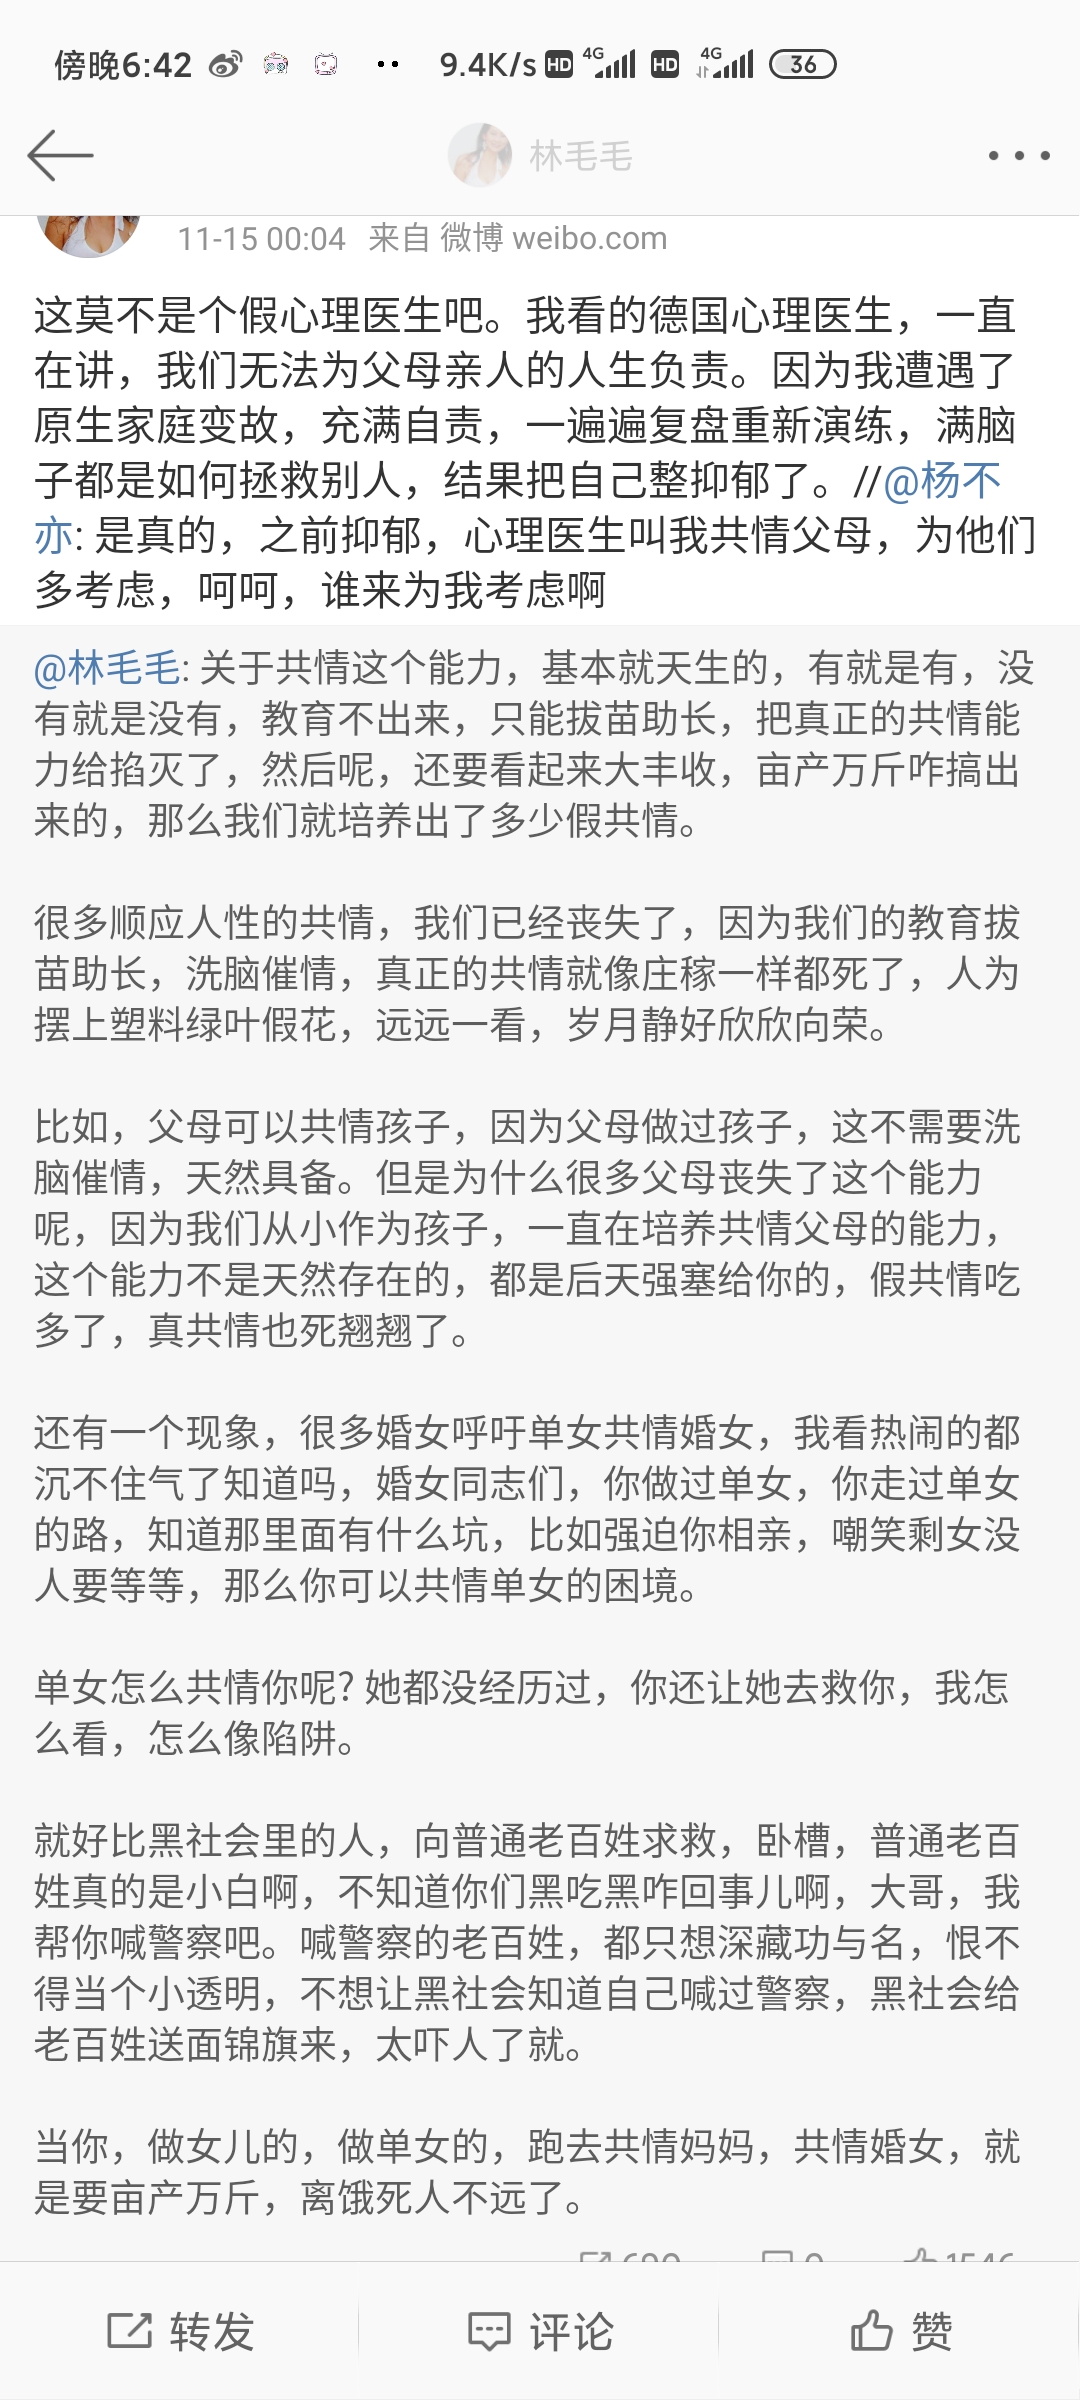 傍晚6:42
9.4K/s HD 4G HD 4G 36
林毛毛
11-15 00:04 来自 微博 weibo.com
这莫不是个假心理医生吧。我看的德国心理医生，一直
在讲，我们无法为父母亲人的人生负责。因为我遭遇了
原生家庭变故，充满自责，一遍遍复盘重新演练，满脑
子都是如何拯救别人，结果把自己整抑郁了。//@杨不
亦: 是真的，之前抑郁，心理医生叫我共情父母，为他们
多考虑，呵呵，谁来为我考虑啊
@林毛毛: 关于共情这个能力，基本就天生的，有就是有，没
有就是没有，教育不出来，只能拔苗助长，把真正的共情能
力给掐灭了，然后呢，还要看起来大丰收，亩产万斤咋搞出
来的，那么我们就培养出了多少假共情。
很多顺应人性的共情，我们已经丧失了，因为我们的教育拔
苗助长，洗脑催情，真正的共情就像庄稼一样都死了，人为
摆上塑料绿叶假花，远远一看，岁月静好欣欣向荣。
比如，父母可以共情孩子，因为父母做过孩子，这不需要洗
脑催情，天然具备。但是为什么很多父母丧失了这个能力
呢，因为我们从小作为孩子，一直在培养共情父母的能力，
这个能力不是天然存在的，都是后天强塞给你的，假共情吃
多了，真共情也死翘翘了。
还有一个现象，很多婚女呼吁单女共情婚女，我看热闹的都
沉不住气了知道吗，婚女同志们，你做过单女，你走过单女
的路，知道那里面有什么坑，比如强迫你相亲，嘲笑剩女没
人要等等，那么你可以共情单女的困境。
单女怎么共情你呢? 她都没经历过，你还让她去救你，我怎
么看，怎么像陷阱。
就好比黑社会里的人，向普通老百姓求救，卧槽，普通老百
姓真的是小白啊，不知道你们黑吃黑咋回事儿啊，大哥，我
帮你喊警察吧。喊警察的老百姓，都只想深藏功与名，恨不
得当个小透明，不想让黑社会知道自己喊过警察，黑社会给
老百姓送面锦旗来，太吓人了就。
当你，做女儿的，做单女的，跑去共情妈妈，共情婚女，就
是要亩产万斤，离饿死人不远了。
转发 评论 赞